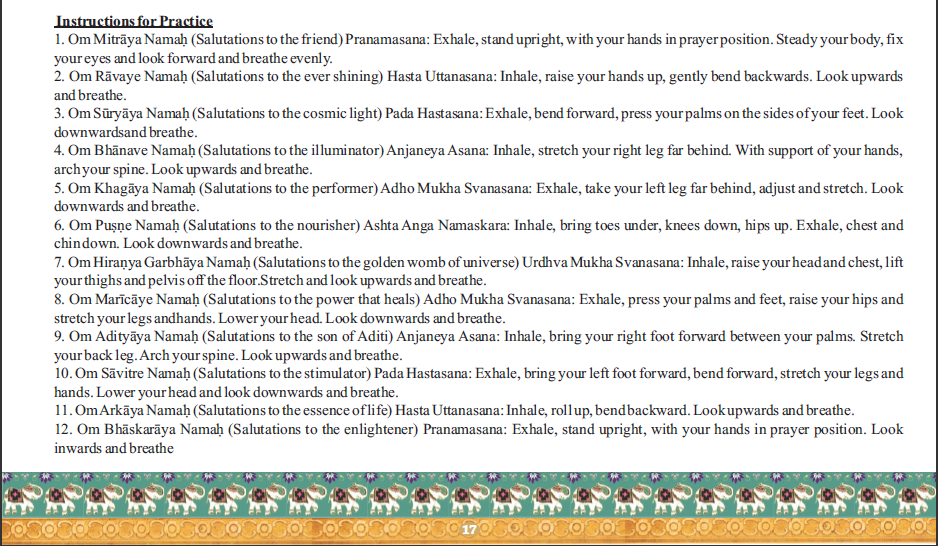 Instructions for Practice
1. Om Mitrāya Namaḥ (Salutations to the friend) Pranamasana: Exhale, stand upright, with your hands in prayer position. Steady your body, fix
your eyes and look forward and breathe evenly.
2. Om Rāvaye Namaḥ (Salutations to the ever shining) Hasta Uttanasana: Inhale, raise your hands up, gently bend backwards. Look upwards
and breathe.
3. Om Sūryāya Namaḥ (Salutations to the cosmic light) Pada Hastasana: Exhale, bend forward, press your palms on the sides of your feet. Look
downwardsand breathe.
4. Om Bhānave Namaḥ (Salutations to the illuminator) Anjaneya Asana: Inhale, stretch your right leg far behind. With support of your hands,
arch your spine. Look upwards and breathe.
5. Om Khagāya Namaḥ (Salutations to the performer) Adho Mukha Svanasana: Exhale, take your left leg far behind, adjust and stretch. Look
downwards and breathe.
6. Om Puṣṇe Namaḥ (Salutations to the nourisher) Ashta Anga Namaskara: Inhale, bring toes under, knees down, hips up. Exhale, chest and
chin down. Look downwards and breathe.
7. Om Hiraṇya Garbhāya Namaḥ (Salutations to the golden womb of universe) Urdhva Mukha Svanasana: Inhale, raise your head and chest, lift
your thighs and pelvis off the floor.Stretch and look upwards and breathe.
8. Om Marīcāye Namaḥ (Salutations to the power that heals) Adho Mukha Svanasana: Exhale, press your palms and feet, raise your hips and
stretch your legs andhands. Lower your head. Look downwards and breathe.
9. Om Adityāya Namaḥ (Salutations to the son of Aditi) Anjaneya Asana: Inhale, bring your right foot forward between your palms. Stretch
your back leg. Arch your spine. Look upwards and breathe.
10. Om Sāvitre Namaḥ (Salutations to the stimulator) Pada Hastasana: Exhale, bring your left foot forward, bend forward, stretch your legs and
hands. Lower your head and look downwards and breathe.
11. Om Arkāya Namaḥ (Salutations to the essence of life) Hasta Uttanasana: Inhale, roll up, bend backward. Look upwards and breathe.
12. Om Bhāskarāya Namaḥ (Salutations to the enlightener) Pranamasana: Exhale, stand upright, with your hands in prayer position. Look
inwards and breathe
17